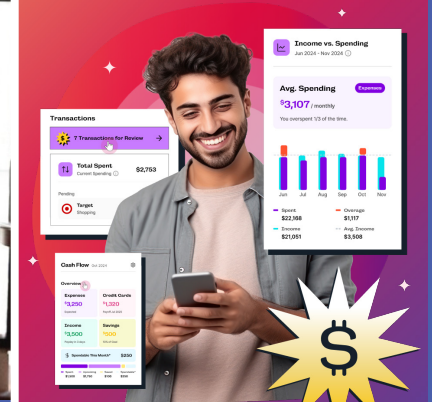 Income vs. Spending
Jun 2024 - Nov 2024
Avg. Spending
Expenses
$3,107 / monthly
You overspent 1/3 of the time.
Jun Jul Aug Sep Oct Nov
Spent
$22,168
Overage
$1,117
Income
$21,051
Avg. Income
$3,508
Transactions
7 Transactions for Review
Total Spent
Current Spending
$2,753
Pending
Target
Shopping
Cash Flow Oct 2024
Overview
Expenses
$3,250
Credit Cards
$1,320
Income
$3,500
Savings
$500
$ Spendable This Month* $250
$